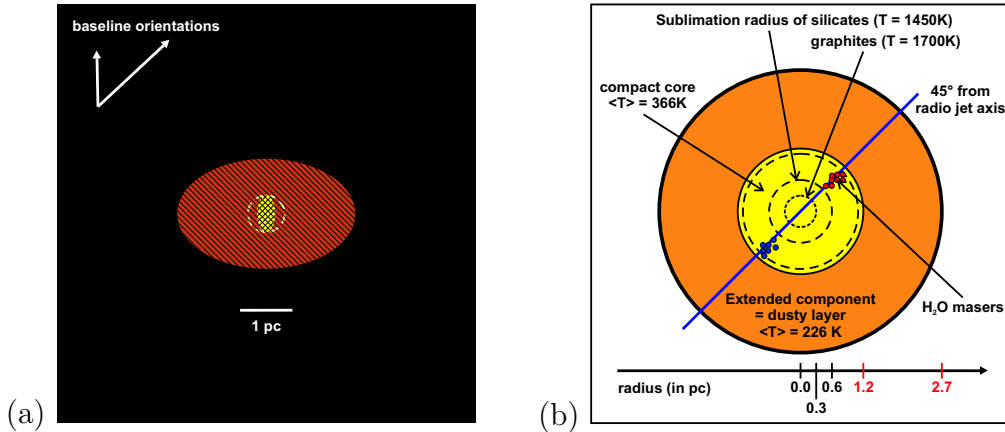 baseline orientations
1 pc
(a)
Sublimation radius of silicates (T = 1450K)
graphites (T = 1700K)
compact core
<T> = 366K
45° from
radio jet axis
Extended component
= dusty layer
<T> = 226 K
H₂O masers
radius (in pc)
0.0
0.6
1.2
2.7
0.3
(b)